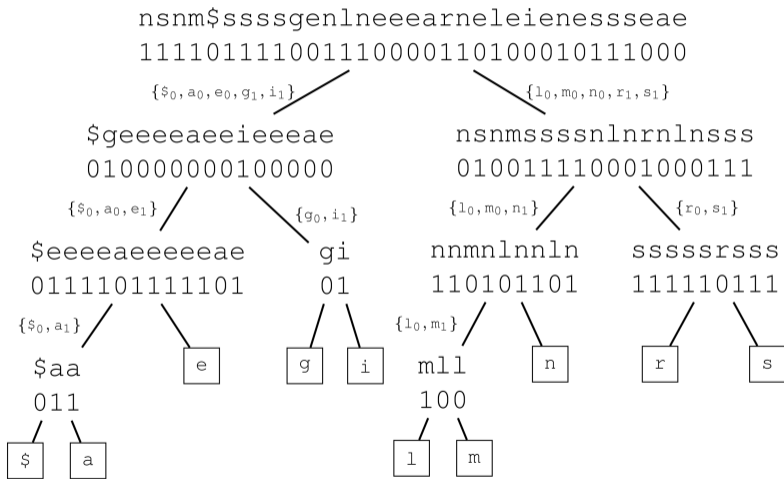 nsnm$ssssgenlneeearneleienessseae
111101111001110000110100010111000
{$0, a0, e0, g1, i1}
{l0, m0, n0, r1, s1}
$geeeeaeeieeeae
010000000100000
nsnmssssnlnrnlnsss
010011110001000111
{$0, a0, e1}
{g0, i1}
{l0, m0, n1}
{r0, s1}
$eeeeaeeeeeae
0111101111101
gi
01
nnmnlnnln
110101101
sssssrsss
111110111
{$0, a1}
{l0, m1}
$aa
011
e
g
i
mll
100
n
r
s
$
a
l
m